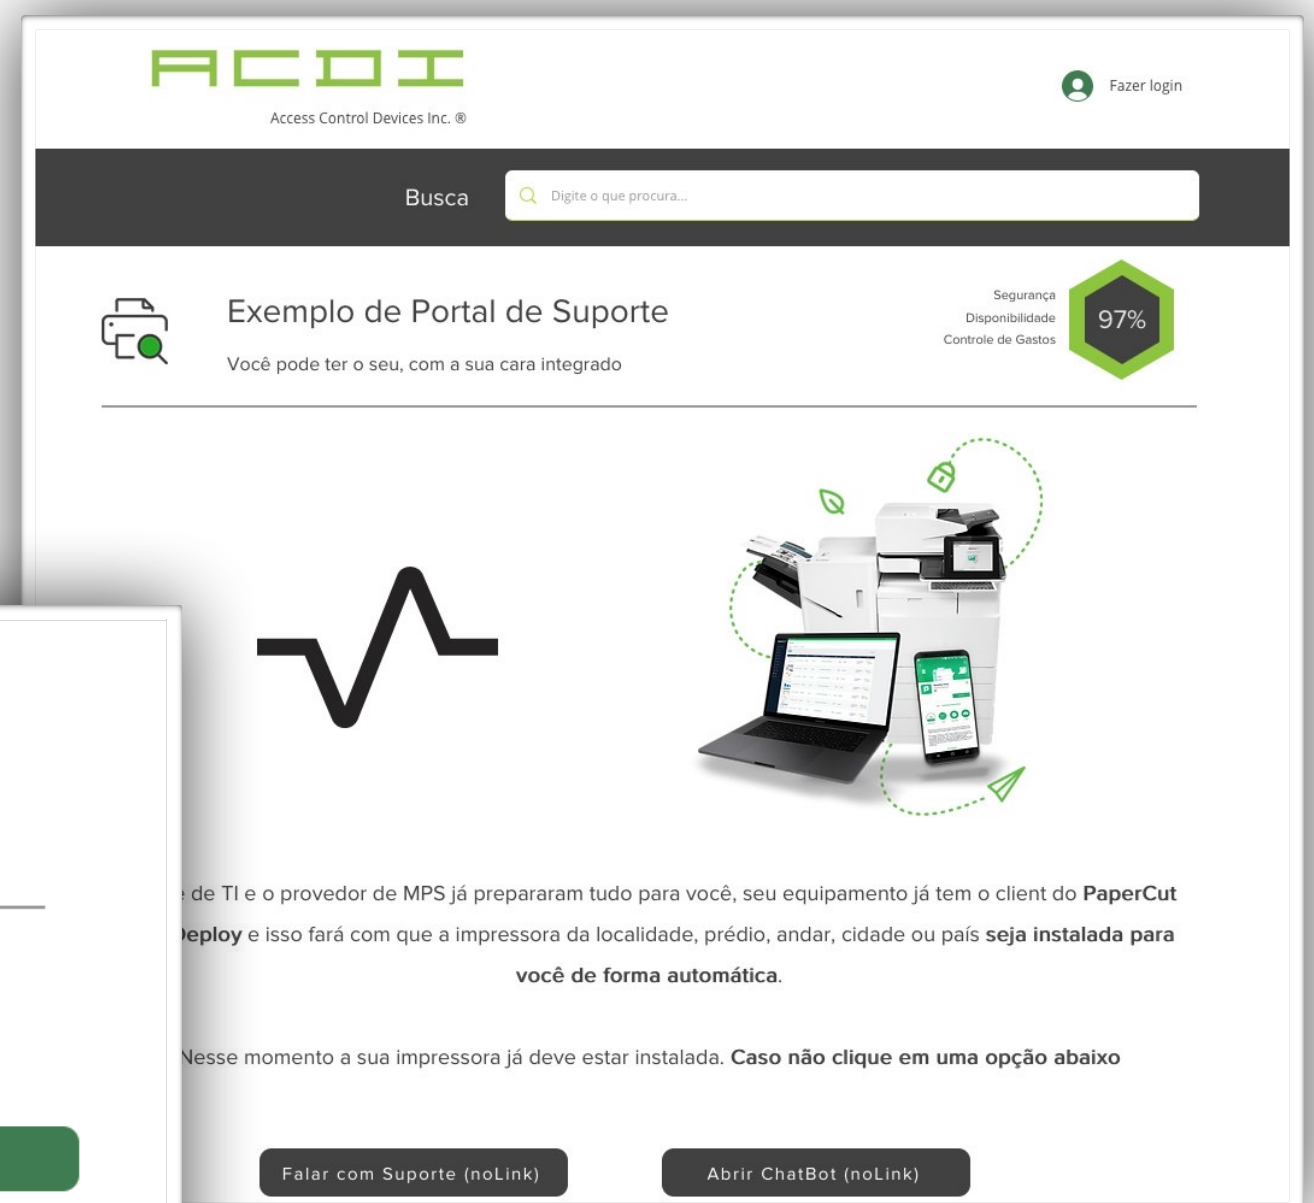 ACDI
Access Control Devices Inc. ®
Fazer login
Busca
Digite o que procura...
Exemplo de Portal de Suporte
Você pode ter o seu, com a sua cara integrado
Segurança
Disponibilidade
Controle de Gastos
97%
de TI e o provedor de MPS já prepararam tudo para você, seu equipamento já tem o client do PaperCut
eploy e isso fará com que a impressora da localidade, prédio, andar, cidade ou país seja instalada para
você de forma automática.
Nesse momento a sua impressora já deve estar instalada. Caso não clique em uma opção abaixo
Falar com Suporte (noLink)
Abrir ChatBot (noLink)